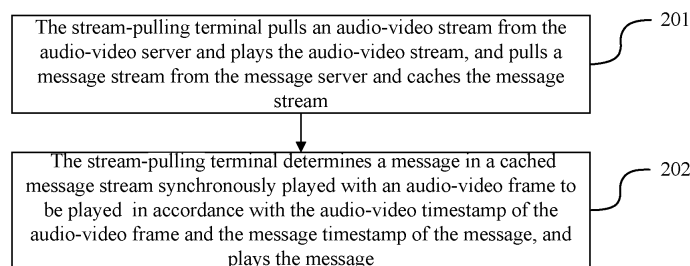 The stream-pulling terminal pulls an audio-video stream from the
audio-video server and plays the audio-video stream, and pulls a
message stream from the message server and caches the message
stream
201
The stream-pulling terminal determines a message in a cached
message stream synchronously played with an audio-video frame to
be played in accordance with the audio-video timestamp of the
audio-video frame and the message timestamp of the message, and
plays the message
202